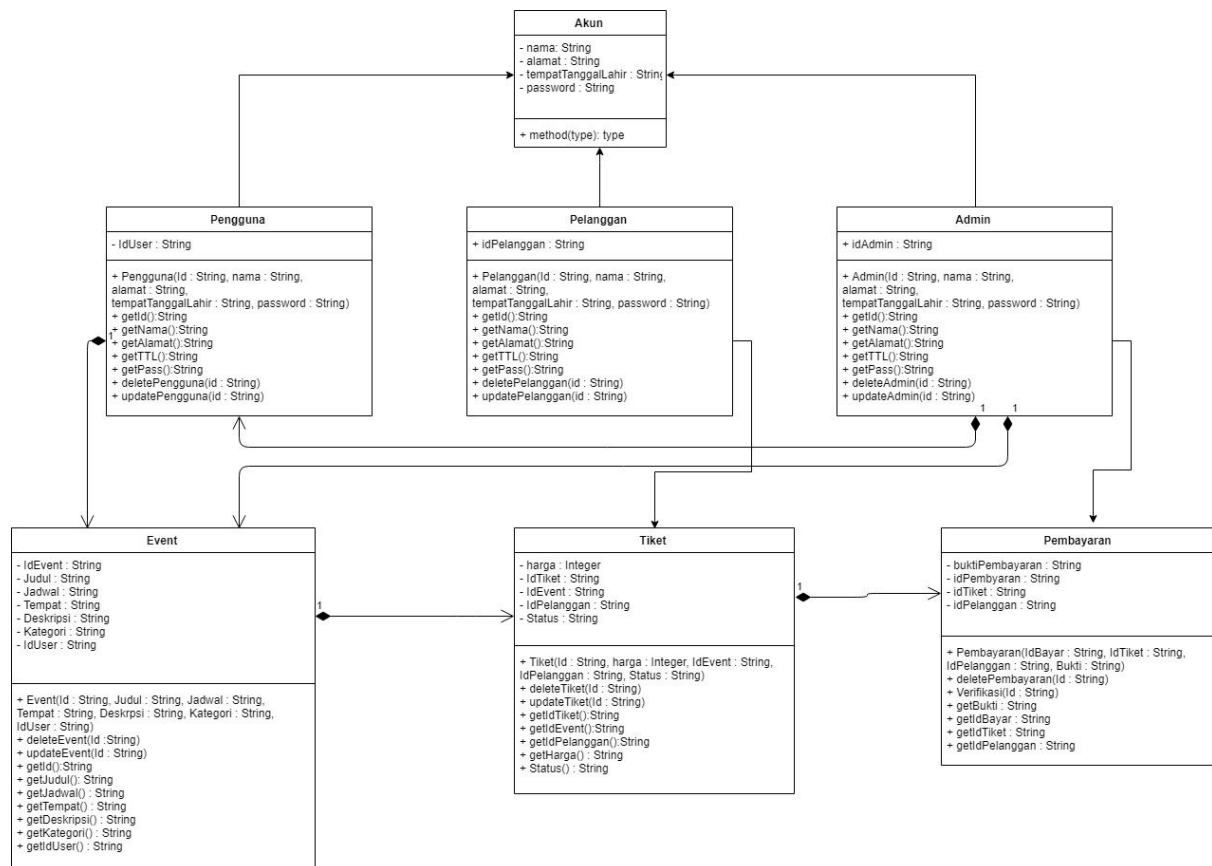 Akun
- nama: String
- alamat : String
- tempatTanggalLahir : String
- password : String
+ method(type): type
Pengguna
- IdUser : String
+ Pengguna(Id : String, nama : String,
alamat : String,
tempatTanggalLahir : String, password : String)
+ getId():String
+ getNama():String
+ getAlamat():String
+ getTTL():String
+ getPass():String
+ deletePengguna(id : String)
+ updatePengguna(id : String)
1
Pelanggan
+ idPelanggan : String
+ Pelanggan(Id : String, nama : String,
alamat : String,
tempatTanggalLahir : String, password : String)
+ getId():String
+ getNama():String
+ getAlamat():String
+ getTTL():String
+ getPass():String
+ deletePelanggan(id : String)
+ updatePelanggan(id : String)
Admin
+ idAdmin : String
+ Admin(Id : String, nama : String,
alamat : String,
tempatTanggalLahir : String, password : String)
+ getId():String
+ getNama():String
+ getAlamat():String
+ getTTL():String
+ getPass():String
+ deleteAdmin(id : String)
+ updateAdmin(id : String)
1
1
Event
- IdEvent : String
- Judul : String
- Jadwal : String
- Tempat : String
- Deskripsi : String
- Kategori : String
- IdUser : String
+ Event(Id : String, Judul : String, Jadwal : String,
Tempat : String, Deskrpsi : String, Kategori : String,
IdUser : String)
+ deleteEvent(Id :String)
+ updateEvent(Id : String)
+ getId():String
+ getJudul(): String
+ getJadwal() : String
+ getTempat() : String
+ getDeskripsi() : String
+ getKategori() : String
+ getIdUser() : String
1
Tiket
- harga : Integer
- IdTiket : String
- IdEvent : String
- IdPelanggan : String
- Status : String
+ Tiket(Id : String, harga : Integer, IdEvent : String,
IdPelanggan : String, Status : String)
+ deleteTiket(Id : String)
+ updateTiket(Id : String)
+ getIdTiket():String
+ getIdEvent():String
+ getIdPelanggan():String
+ getHarga() : String
+ Status() : String
1
Pembayaran
- buktiPembayaran : String
- idPembyaran : String
- idTiket : String
- idPelanggan : String
+ Pembayaran(IdBayar : String, IdTiket : String,
IdPelanggan : String, Bukti : String)
+ deletePembayaran(Id : String)
+ Verifikasi(Id : String)
+ getBukti : String
+ getIdBayar : String
+ getIdTiket : String
+ getIdPelanggan : String